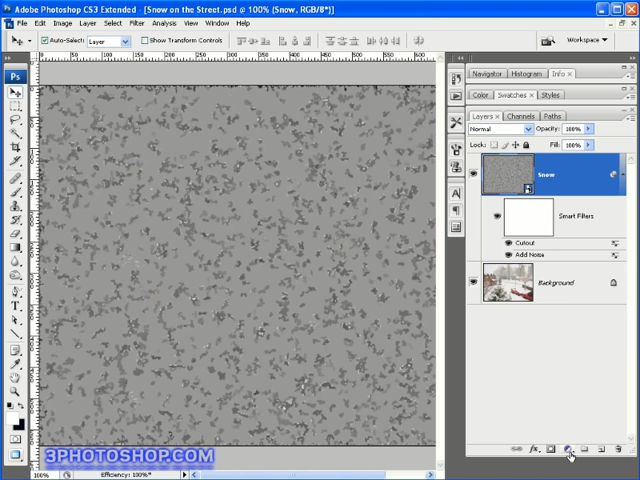 Adobe Photoshop CS3 Extended - [Snow on the Street.psd @ 100% (Snow, RGB/8*)]
File Edit Image Layer Select Filter Analysis View Window Help
Auto-Select: Layer Show Transform Controls Workspace
Ps
Navigator Histogram Info ×
Color Swatches × Styles
Layers × Channels Paths
Normal Opacity: 100%
Lock: Fill: 100%
Snow
Smart Filters
Cutout
Add Noise
Background
3PHOTOSHOP.COM
100% Efficiency: 100%*